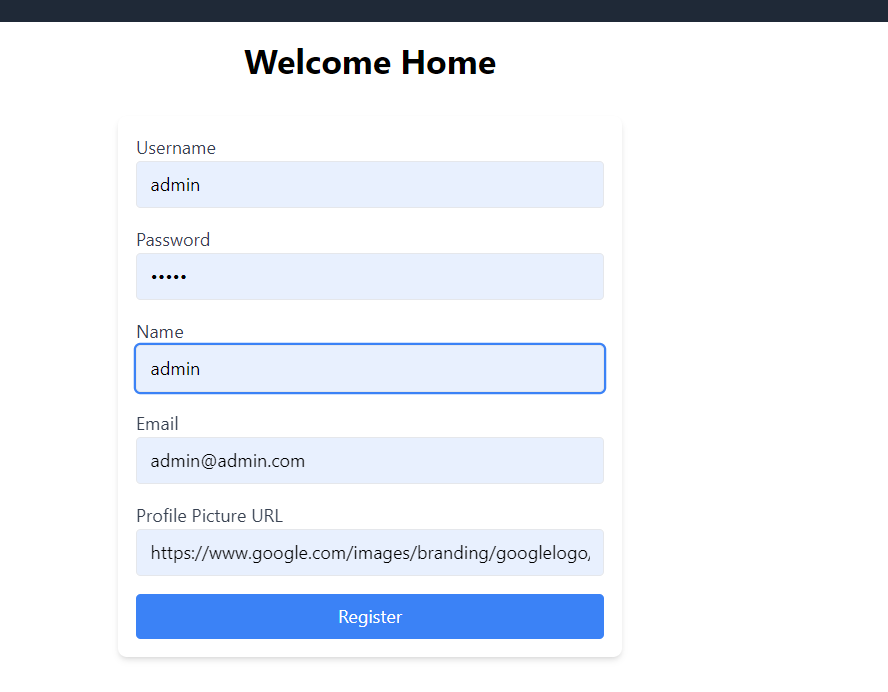 Welcome Home
Username
admin
Password
•••••
Name
admin
Email
admin@admin.com
Profile Picture URL
https://www.google.com/images/branding/googlelogo,
Register